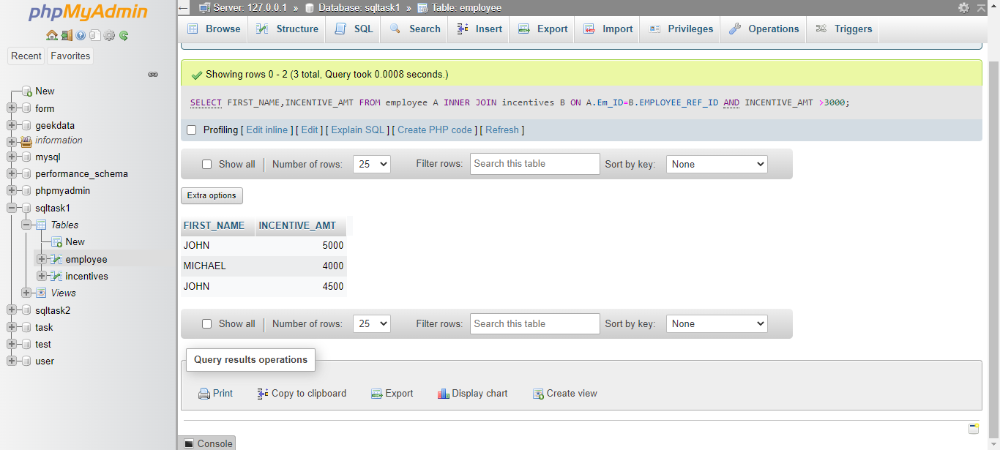 phpMyAdmin
Recent Favorites
New
form
geekdata
information
mysql
performance_schema
phpmyadmin
sqltask1
Tables
New
employee
incentives
Views
sqltask2
task
test
user
Server: 127.0.0.1 » Database: sqltask1 » Table: employee
Browse Structure SQL Search Insert Export Import Privileges Operations Triggers
Showing rows 0 - 2 (3 total, Query took 0.0008 seconds.)
SELECT FIRST_NAME,INCENTIVE_AMT FROM employee A INNER JOIN incentives B ON A.Em_ID=B.EMPLOYEE_REF_ID AND INCENTIVE_AMT >3000;
Profiling [ Edit inline ] [ Edit ] [ Explain SQL ] [ Create PHP code ] [ Refresh ]
Show all | Number of rows: 25 Filter rows: Search this table Sort by key: None
Extra options
FIRST_NAME INCENTIVE_AMT
JOHN 5000
MICHAEL 4000
JOHN 4500
Show all | Number of rows: 25 Filter rows: Search this table Sort by key: None
Query results operations
Print Copy to clipboard Export Display chart Create view
Console